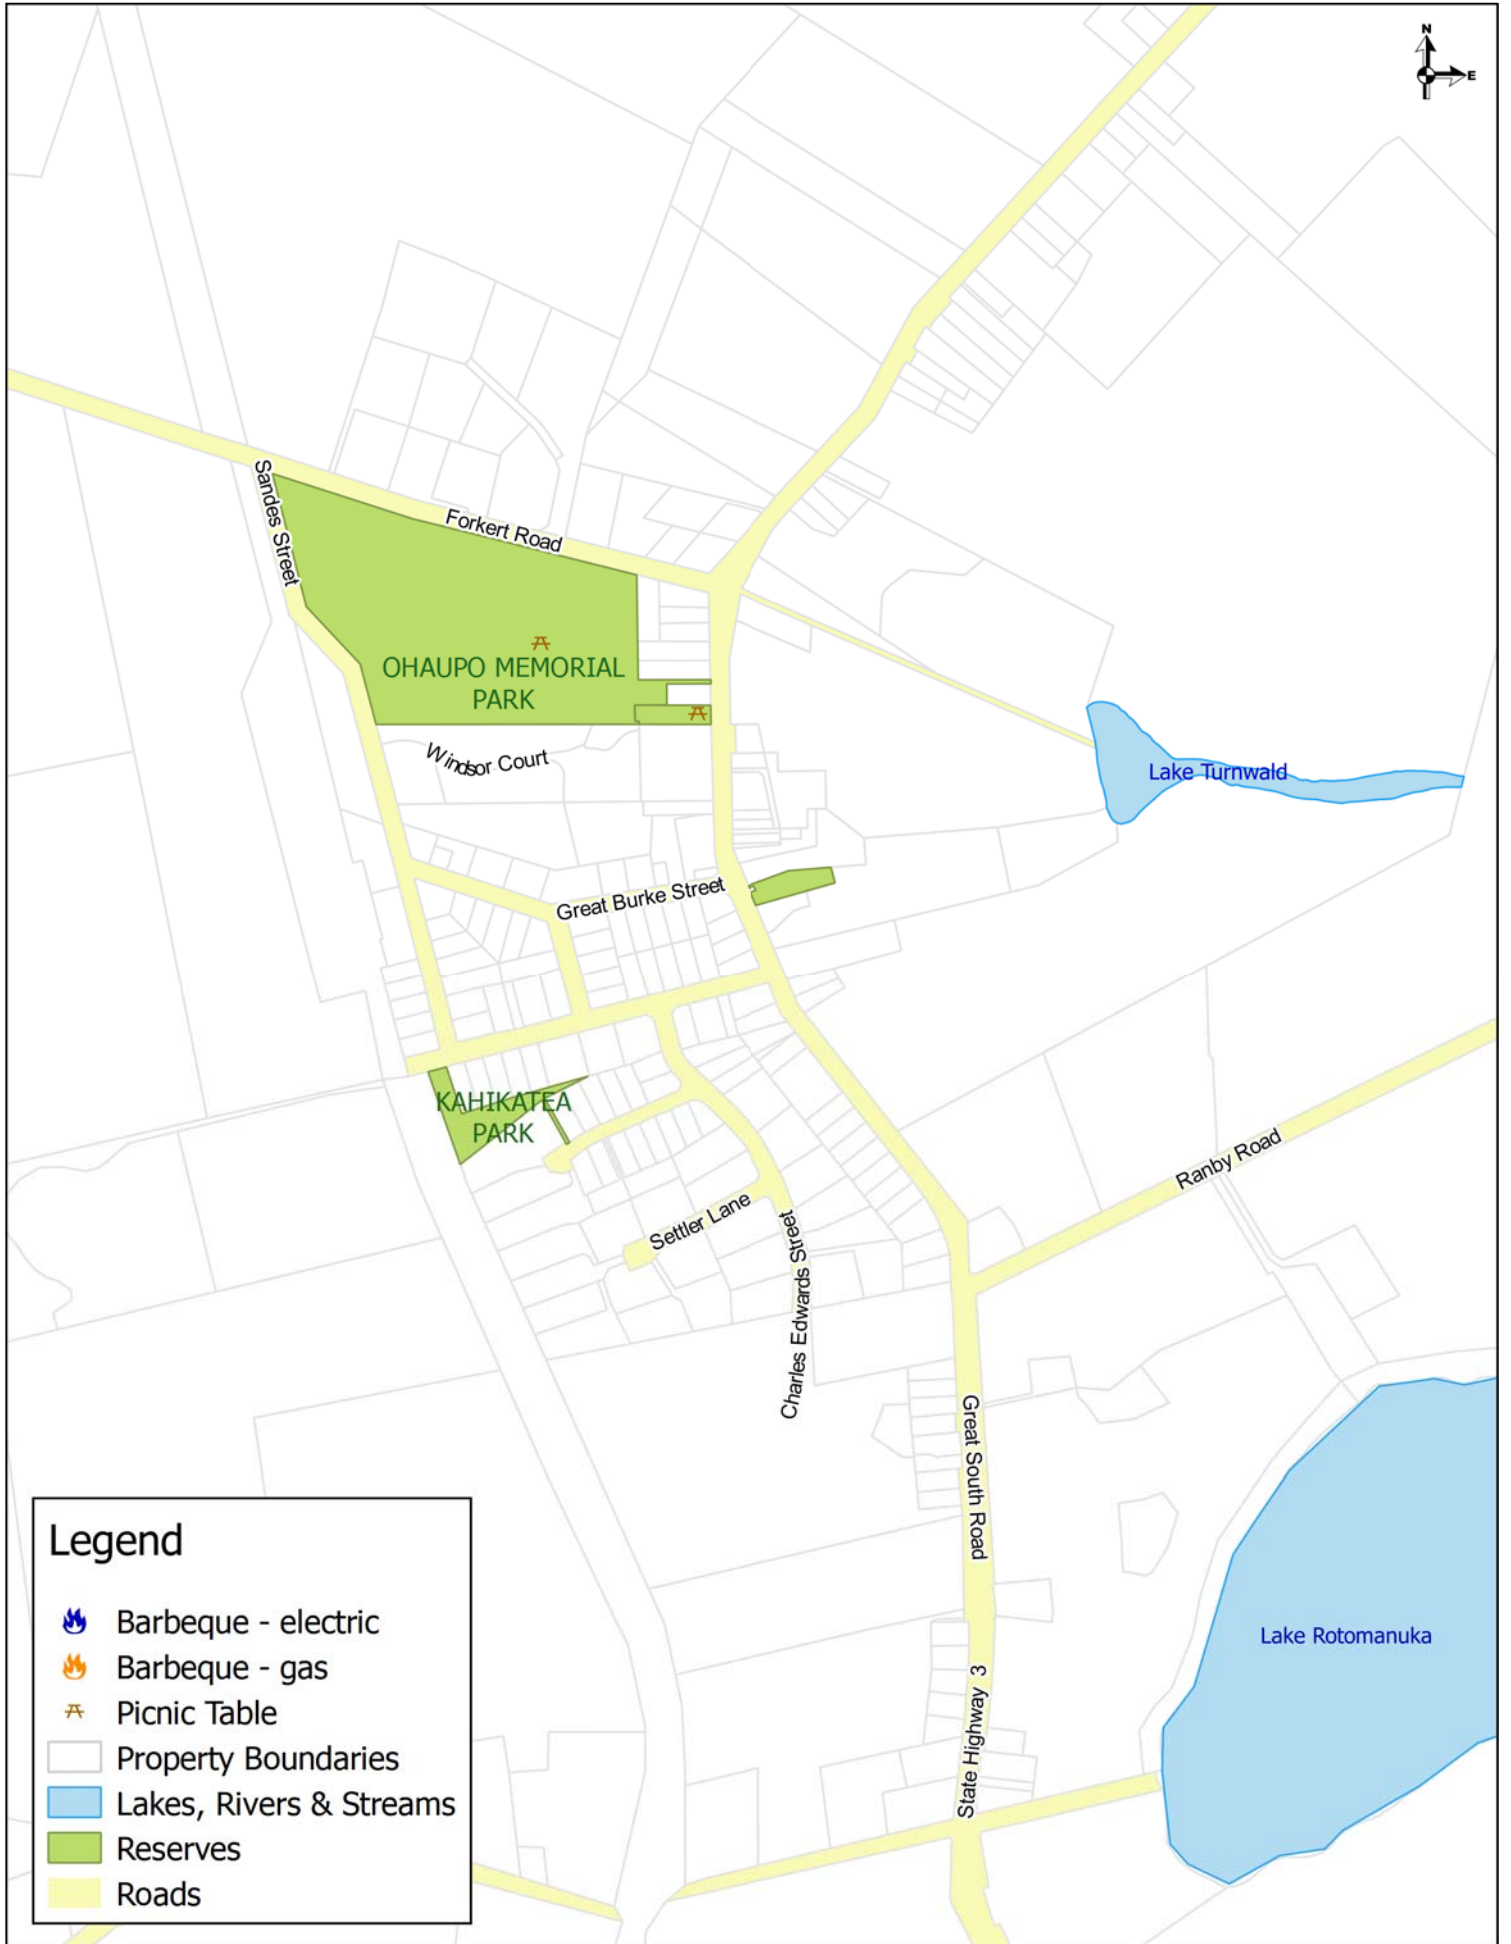 N
E
Sandes Street
Forkert Road
OHAUPO MEMORIAL
PARK
Windsor Court
Lake Turnwald
Great Burke Street
KAHIKATEA
PARK
Ranby Road
Settler Lane
Charles Edwards Street
Great South Road
Lake Rotomanuka
State Highway 3
Legend
Barbeque - electric
Barbeque - gas
Picnic Table
Property Boundaries
Lakes, Rivers & Streams
Reserves
Roads